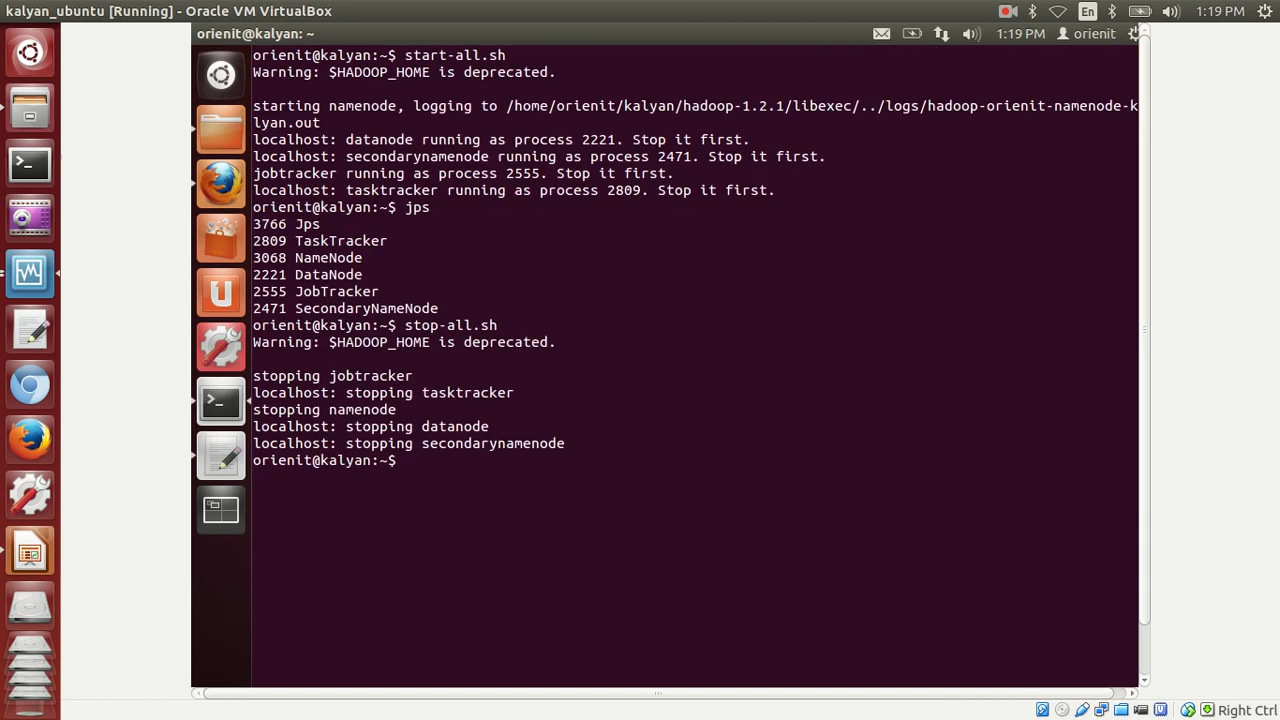 kalyan_ubuntu [Running] - Oracle VM VirtualBox
En
1:19 PM
orienit@kalyan: ~
1:19 PM
orienit
orienit@kalyan:~$ start-all.sh
Warning: $HADOOP_HOME is deprecated.
starting namenode, logging to /home/orienit/kalyan/hadoop-1.2.1/libexec/../logs/hadoop-orienit-namenode-k
lyan.out
localhost: datanode running as process 2221. Stop it first.
localhost: secondarynamenode running as process 2471. Stop it first.
jobtracker running as process 2555. Stop it first.
localhost: tasktracker running as process 2809. Stop it first.
orienit@kalyan:~$ jps
3766 Jps
2809 TaskTracker
3068 NameNode
2221 DataNode
2555 JobTracker
2471 SecondaryNameNode
orienit@kalyan:~$ stop-all.sh
Warning: $HADOOP_HOME is deprecated.
stopping jobtracker
localhost: stopping tasktracker
stopping namenode
localhost: stopping datanode
localhost: stopping secondarynamenode
orienit@kalyan:~$
Right Ctrl